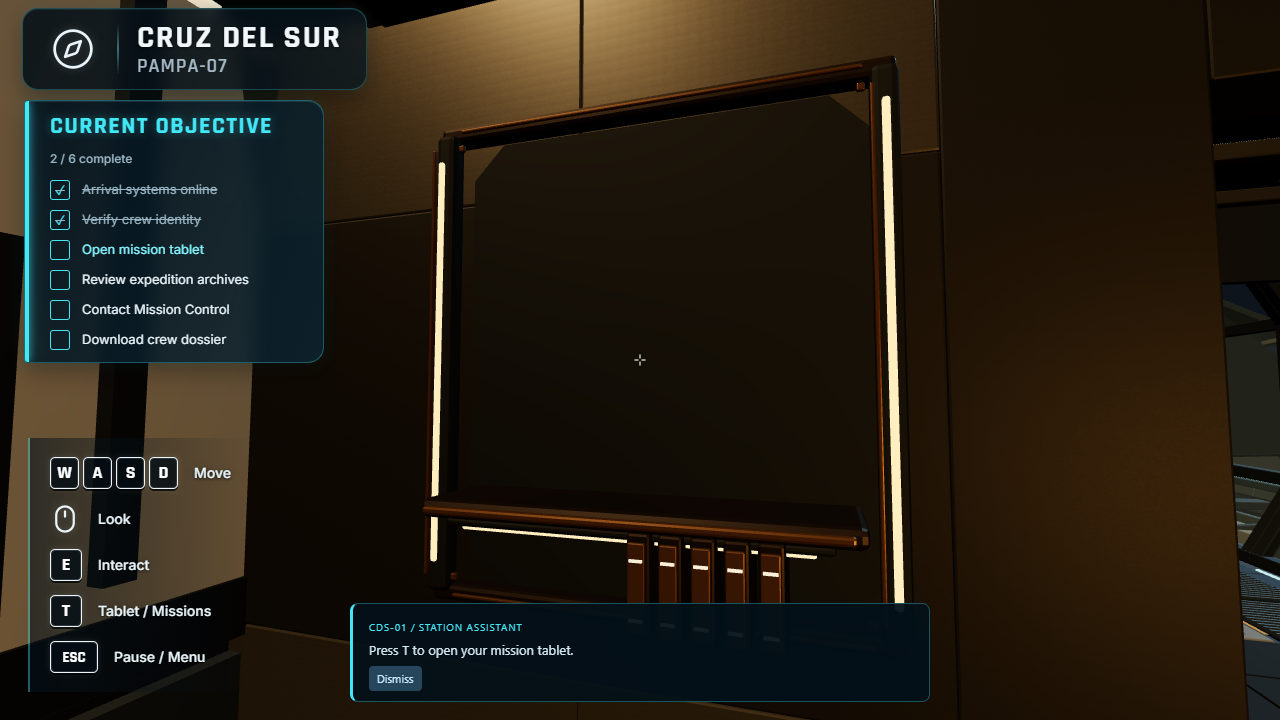 CRUZ DEL SUR
PAMPA-07
CURRENT OBJECTIVE
2 / 6 complete
Arrival systems online
Verify crew identity
Open mission tablet
Review expedition archives
Contact Mission Control
Download crew dossier
W A S D Move
Look
E Interact
T Tablet / Missions
ESC Pause / Menu
CDS-01 / STATION ASSISTANT
Press T to open your mission tablet.
Dismiss